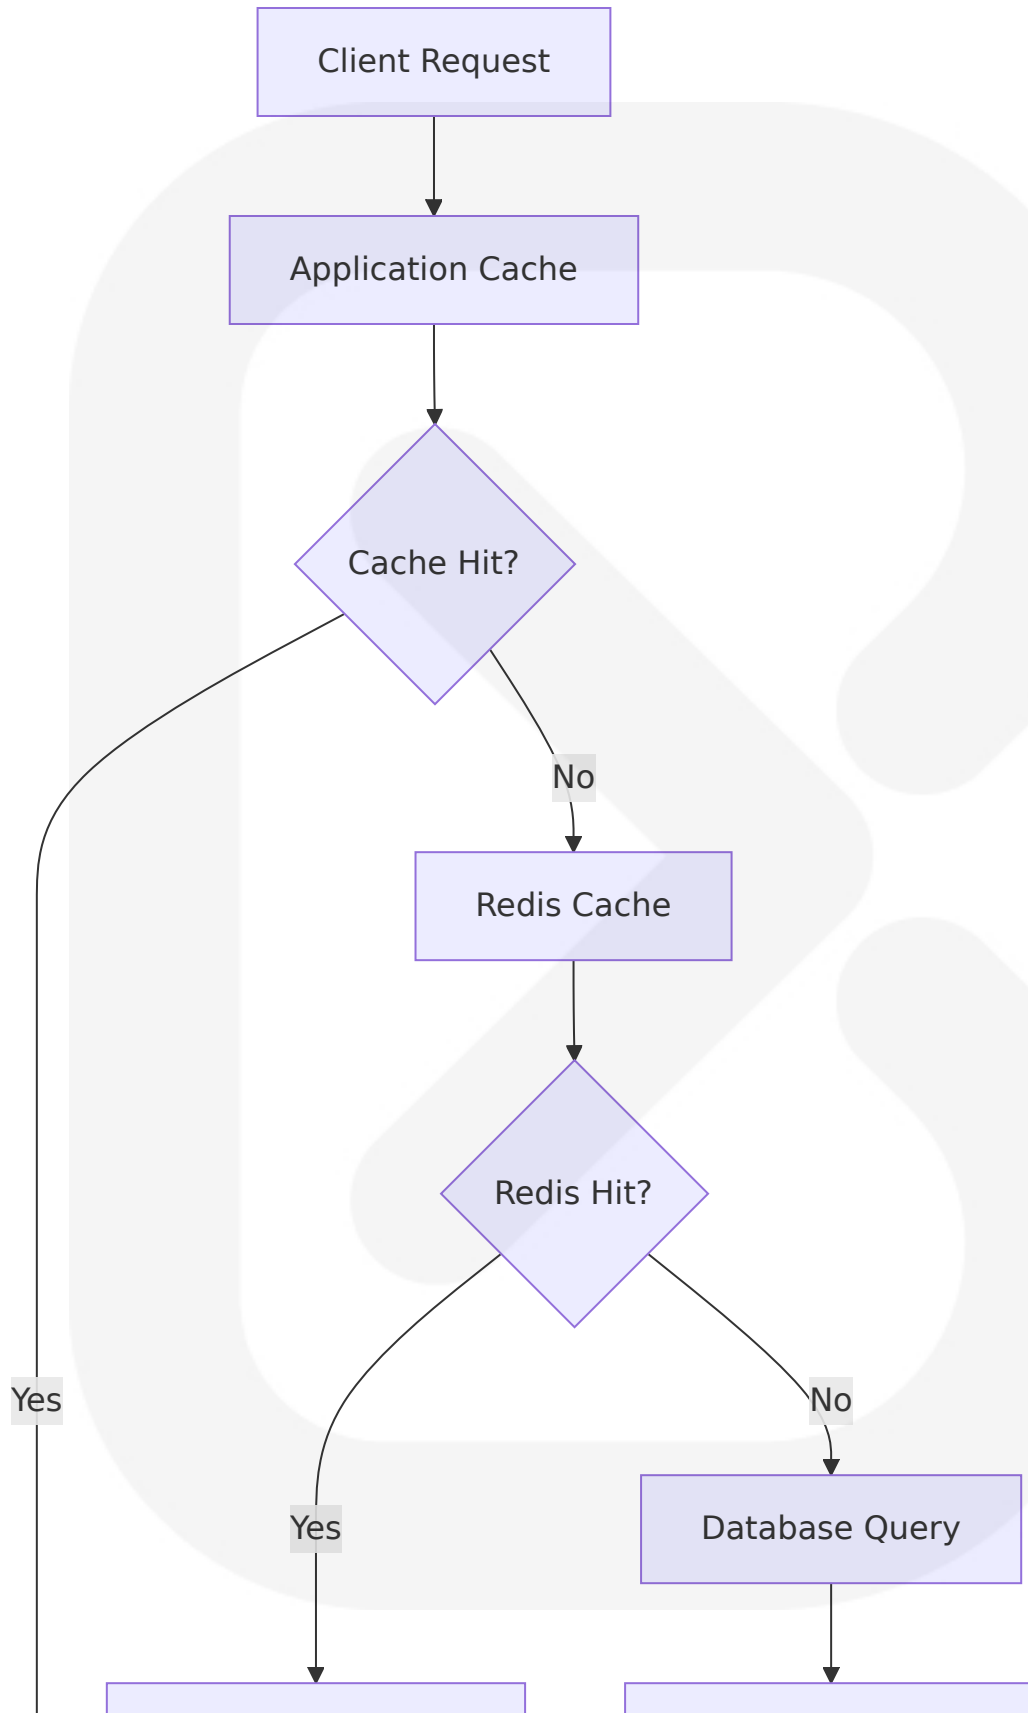 Client Request
Application Cache
Cache Hit?
No
Redis Cache
Redis Hit?
Yes
No
Yes
Database Query